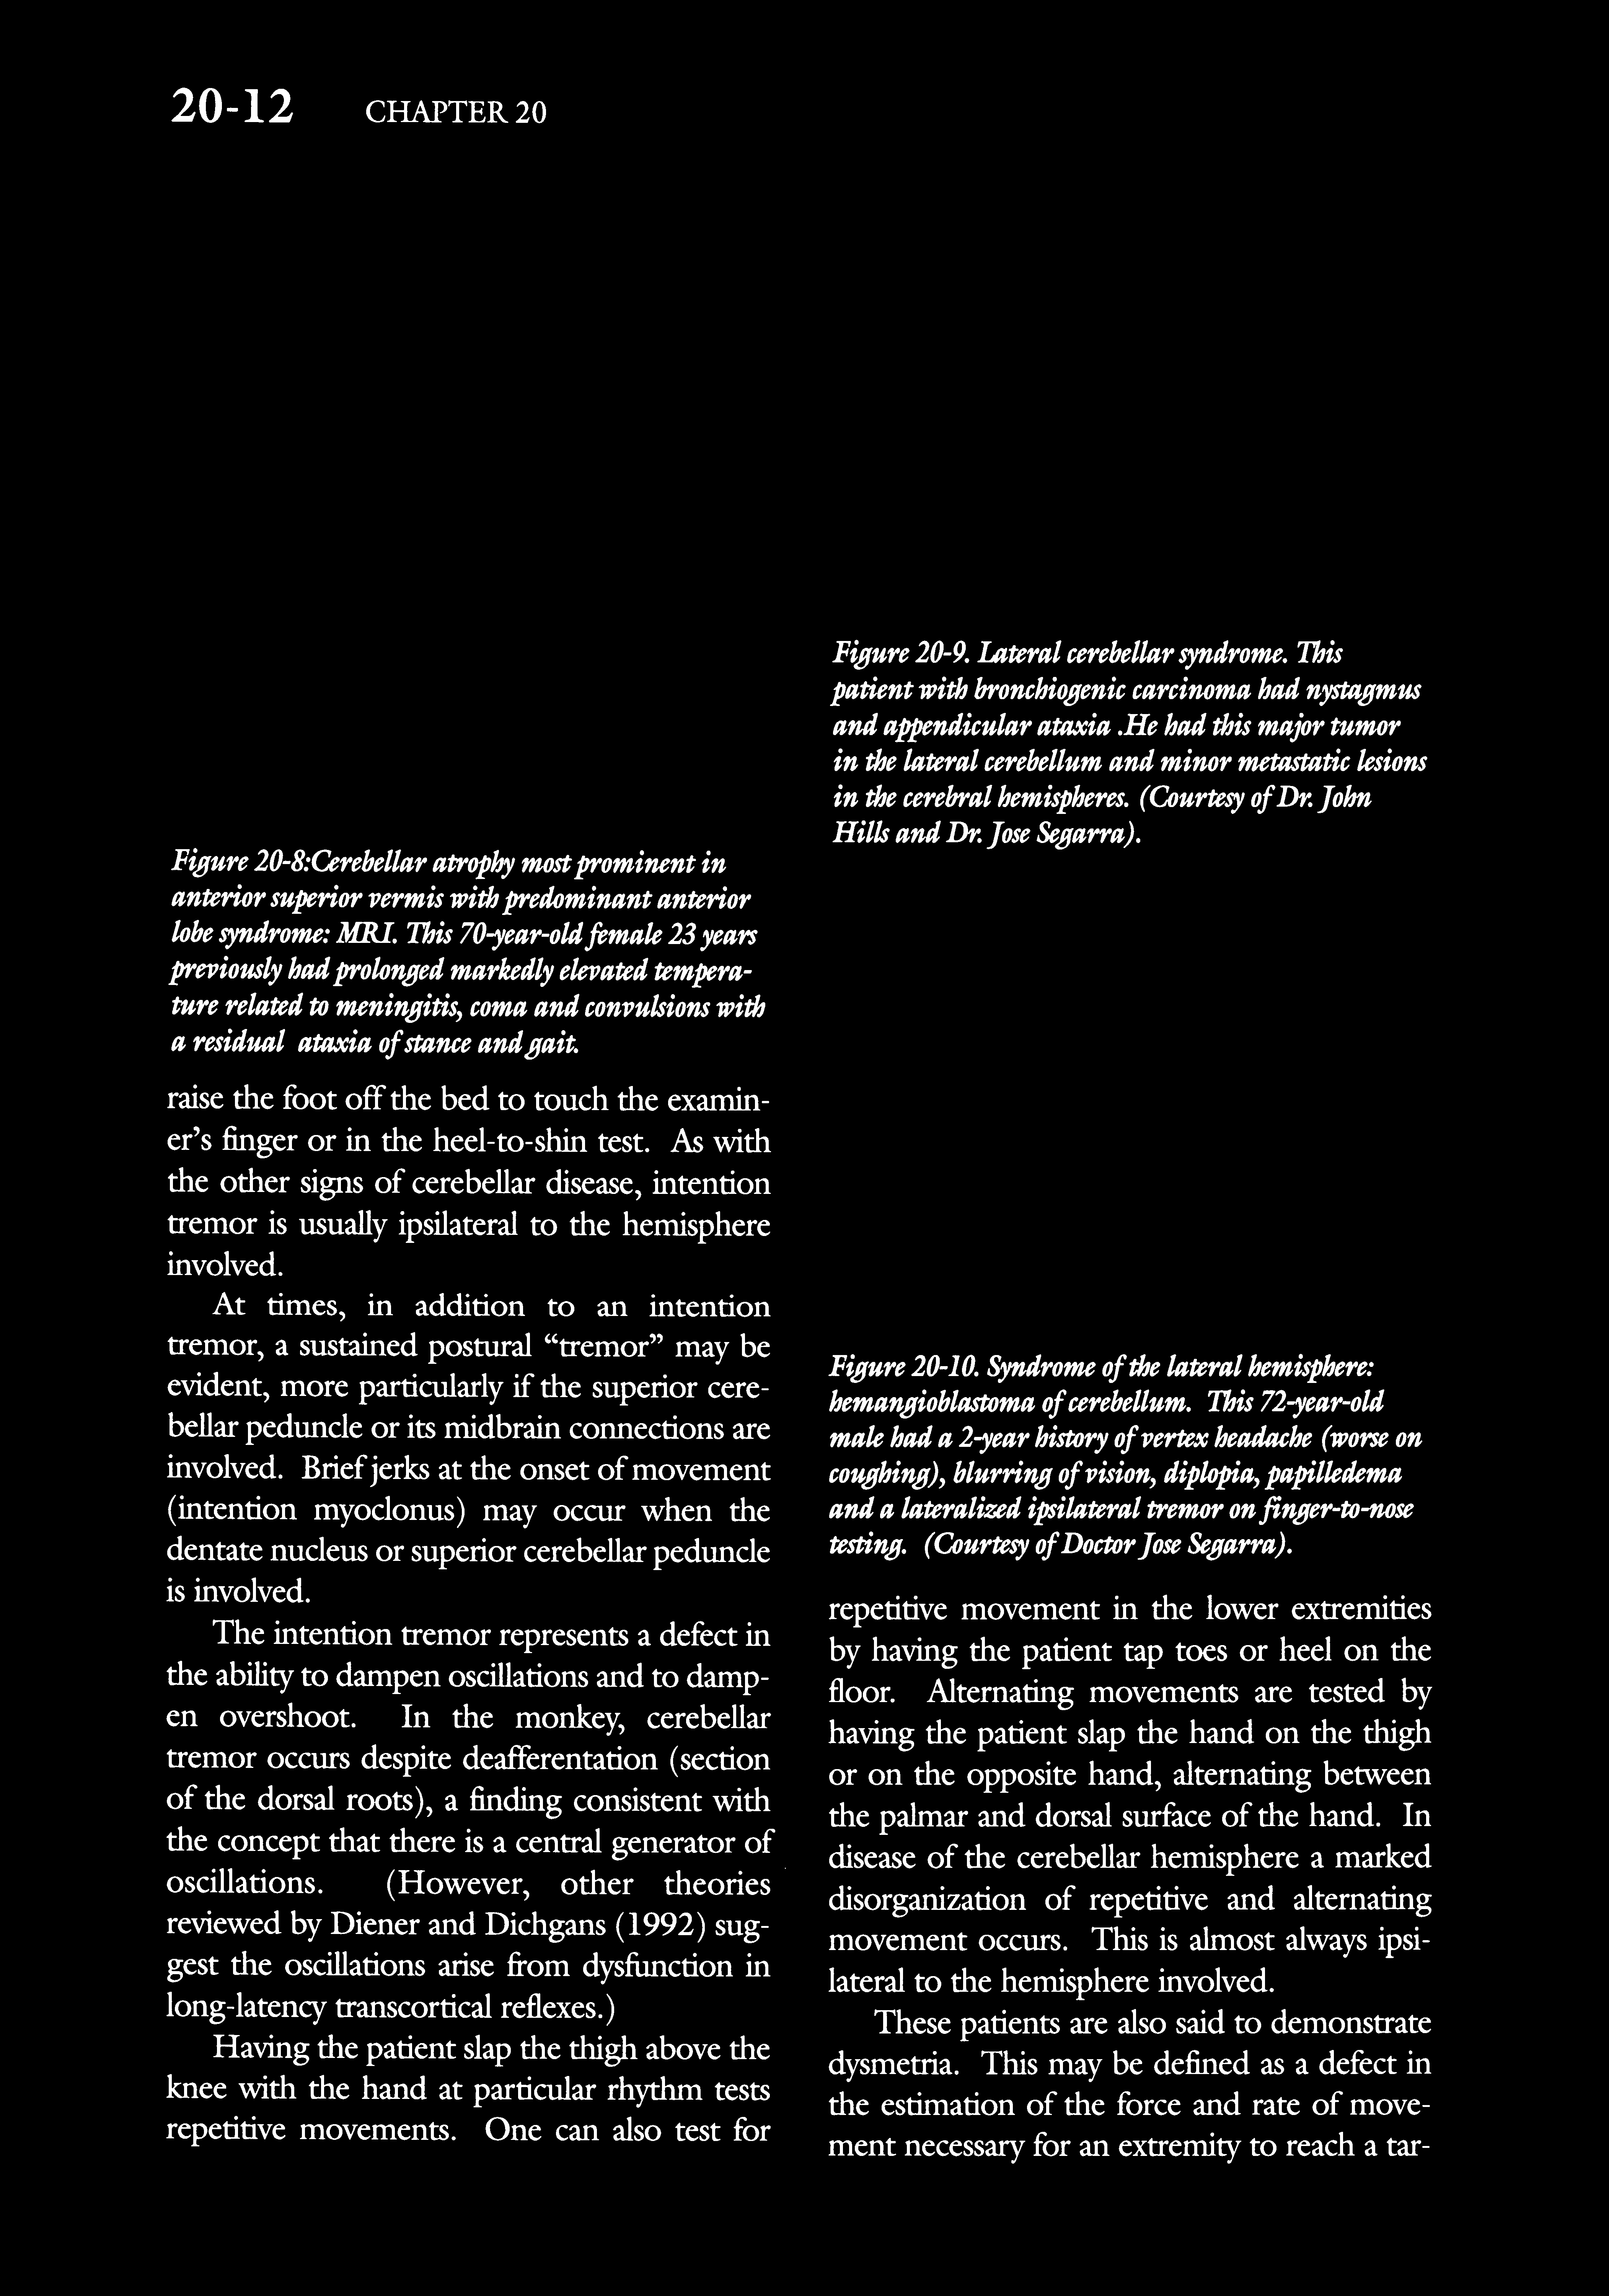 20-12 CHAPTER 20
Figure 20-8:Cerebellar atrophy most prominent in
anterior superior vermis with predominant anterior
lobe syndrome: MRI. This 70-year-old female 23 years
previously had prolonged markedly elevated tempera-
ture related to meningitis, coma and convulsions with
a residual ataxia of stance and gait.
raise the foot off the bed to touch the examin-
er's finger or in the heel-to-shin test. As with
the other signs of cerebellar disease, intention
tremor is usually ipsilateral to the hemisphere
involved.
At times, in addition to an intention
tremor, a sustained postural “tremor” may be
evident, more particularly if the superior cere-
bellar peduncle or its midbrain connections are
involved. Brief jerks at the onset of movement
(intention myoclonus) may occur when the
dentate nucleus or superior cerebellar peduncle
is involved.
The intention tremor represents a defect in
the ability to dampen oscillations and to damp-
en overshoot. In the monkey, cerebellar
tremor occurs despite deafferentation (section
of the dorsal roots), a finding consistent with
the concept that there is a central generator of
oscillations. (However, other theories
reviewed by Diener and Dichgans (1992) sug-
gest the oscillations arise from dysfunction in
long-latency transcortical reflexes.)
Having the patient slap the thigh above the
knee with the hand at particular rhythm tests
repetitive movements. One can also test for
Figure 20-9. Lateral cerebellar syndrome. This
patient with bronchiogenic carcinoma had nystagmus
and appendicular ataxia .He had this major tumor
in the lateral cerebellum and minor metastatic lesions
in the cerebral hemispheres. (Courtesy of Dr. John
Hills and Dr. Jose Segarra).
Figure 20-10. Syndrome of the lateral hemisphere:
hemangioblastoma of cerebellum. This 72-year-old
male had a 2-year history of vertex headache (worse on
coughing), blurring of vision, diplopia, papilledema
and a lateralized ipsilateral tremor on finger-to-nose
testing. (Courtesy of Doctor Jose Segarra).
repetitive movement in the lower extremities
by having the patient tap toes or heel on the
floor. Alternating movements are tested by
having the patient slap the hand on the thigh
or on the opposite hand, alternating between
the palmar and dorsal surface of the hand. In
disease of the cerebellar hemisphere a marked
disorganization of repetitive and alternating
movement occurs. This is almost always ipsi-
lateral to the hemisphere involved.
These patients are also said to demonstrate
dysmetria. This may be defined as a defect in
the estimation of the force and rate of move-
ment necessary for an extremity to reach a tar-